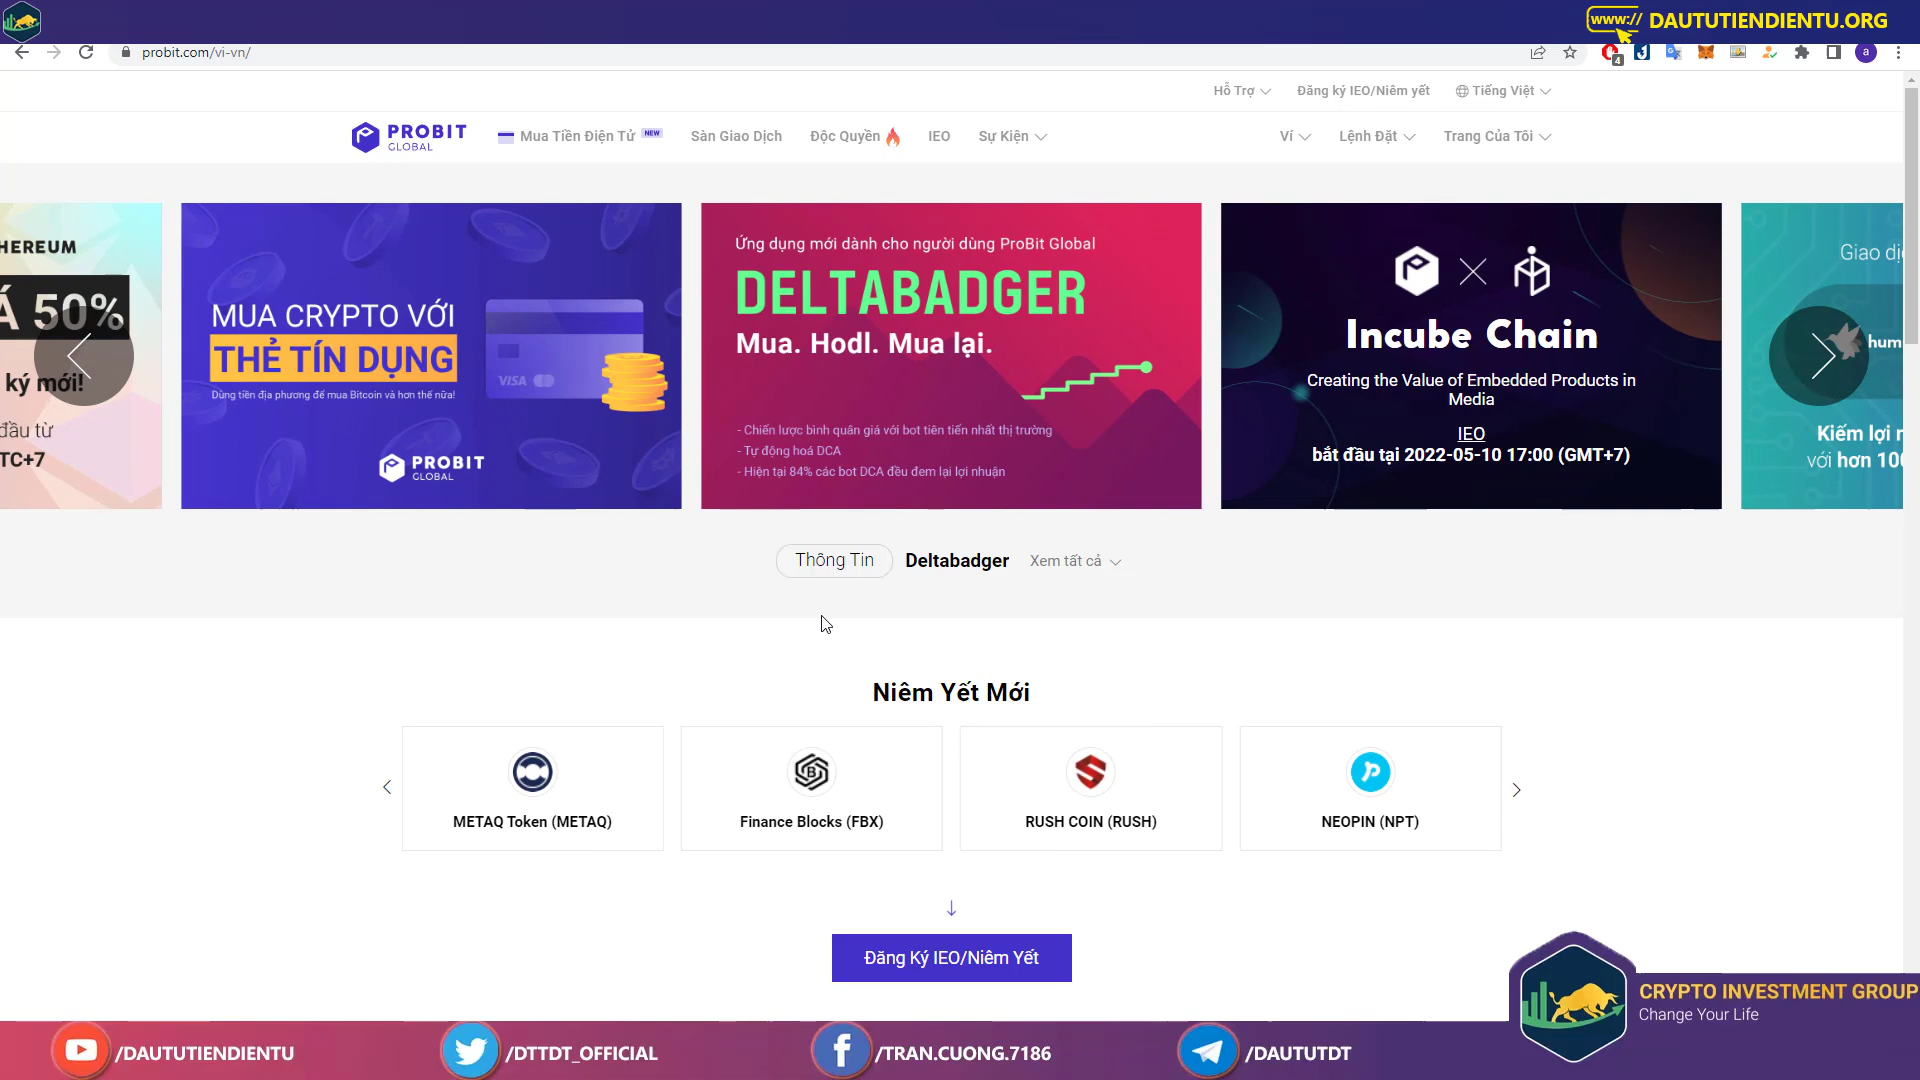 www:// DAUTUTIENDIENTU.ORG
probit.com/vi-vn/
4
a
Hỗ Trợ
Đăng ký IEO/Niêm yết
Tiếng Việt
PROBIT
GLOBAL
Mua Tiền Điện Tử NEW
Sàn Giao Dịch
Độc Quyền
IEO
Sự Kiện
Ví
Lệnh Đặt
Trang Của Tôi
HEREUM
Á 50%
ký mới!
đầu từ
TC+7
MUA CRYPTO VỚI
THẺ TÍN DỤNG
Dùng tiền địa phương để mua Bitcoin và hơn thế nữa!
VISA
PROBIT
GLOBAL
Ứng dụng mới dành cho người dùng ProBit Global
DELTABADGER
Mua. Hodl. Mua lại.
- Chiến lược bình quân giá với bot tiên tiến nhất thị trường
- Tự động hoá DCA
- Hiện tại 84% các bot DCA đều đem lại lợi nhuận
Incube Chain
Creating the Value of Embedded Products in
Media
IEO
bắt đầu tại 2022-05-10 17:00 (GMT+7)
Giao dị
hum
Kiếm lợi n
với hơn 100
Thông Tin
Deltabadger
Xem tất cả
Niêm Yết Mới
METAQ Token (METAQ)
Finance Blocks (FBX)
RUSH COIN (RUSH)
NEOPIN (NPT)
Đăng Ký IEO/Niêm Yết
CRYPTO INVESTMENT GROUP
Change Your Life
/DAUTUTIENDIENTU
/DTTDT_OFFICIAL
/TRAN.CUONG.7186
/DAUTUTDT